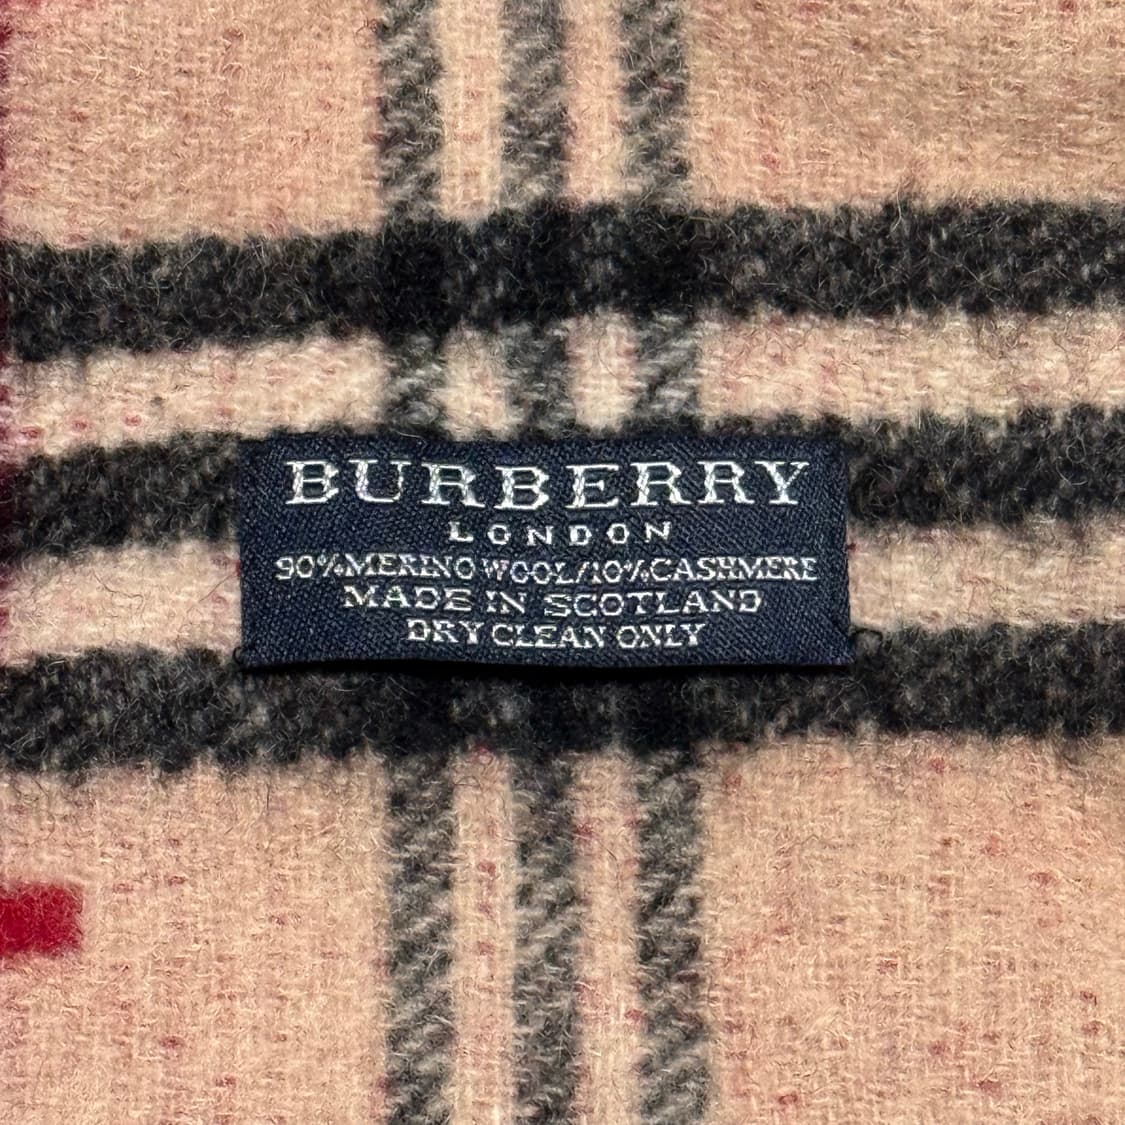 BURBERRY
LONDON
90%MERINO WOOL/10%CASHMERE
MADE IN SCOTLAND
DRY CLEAN ONLY